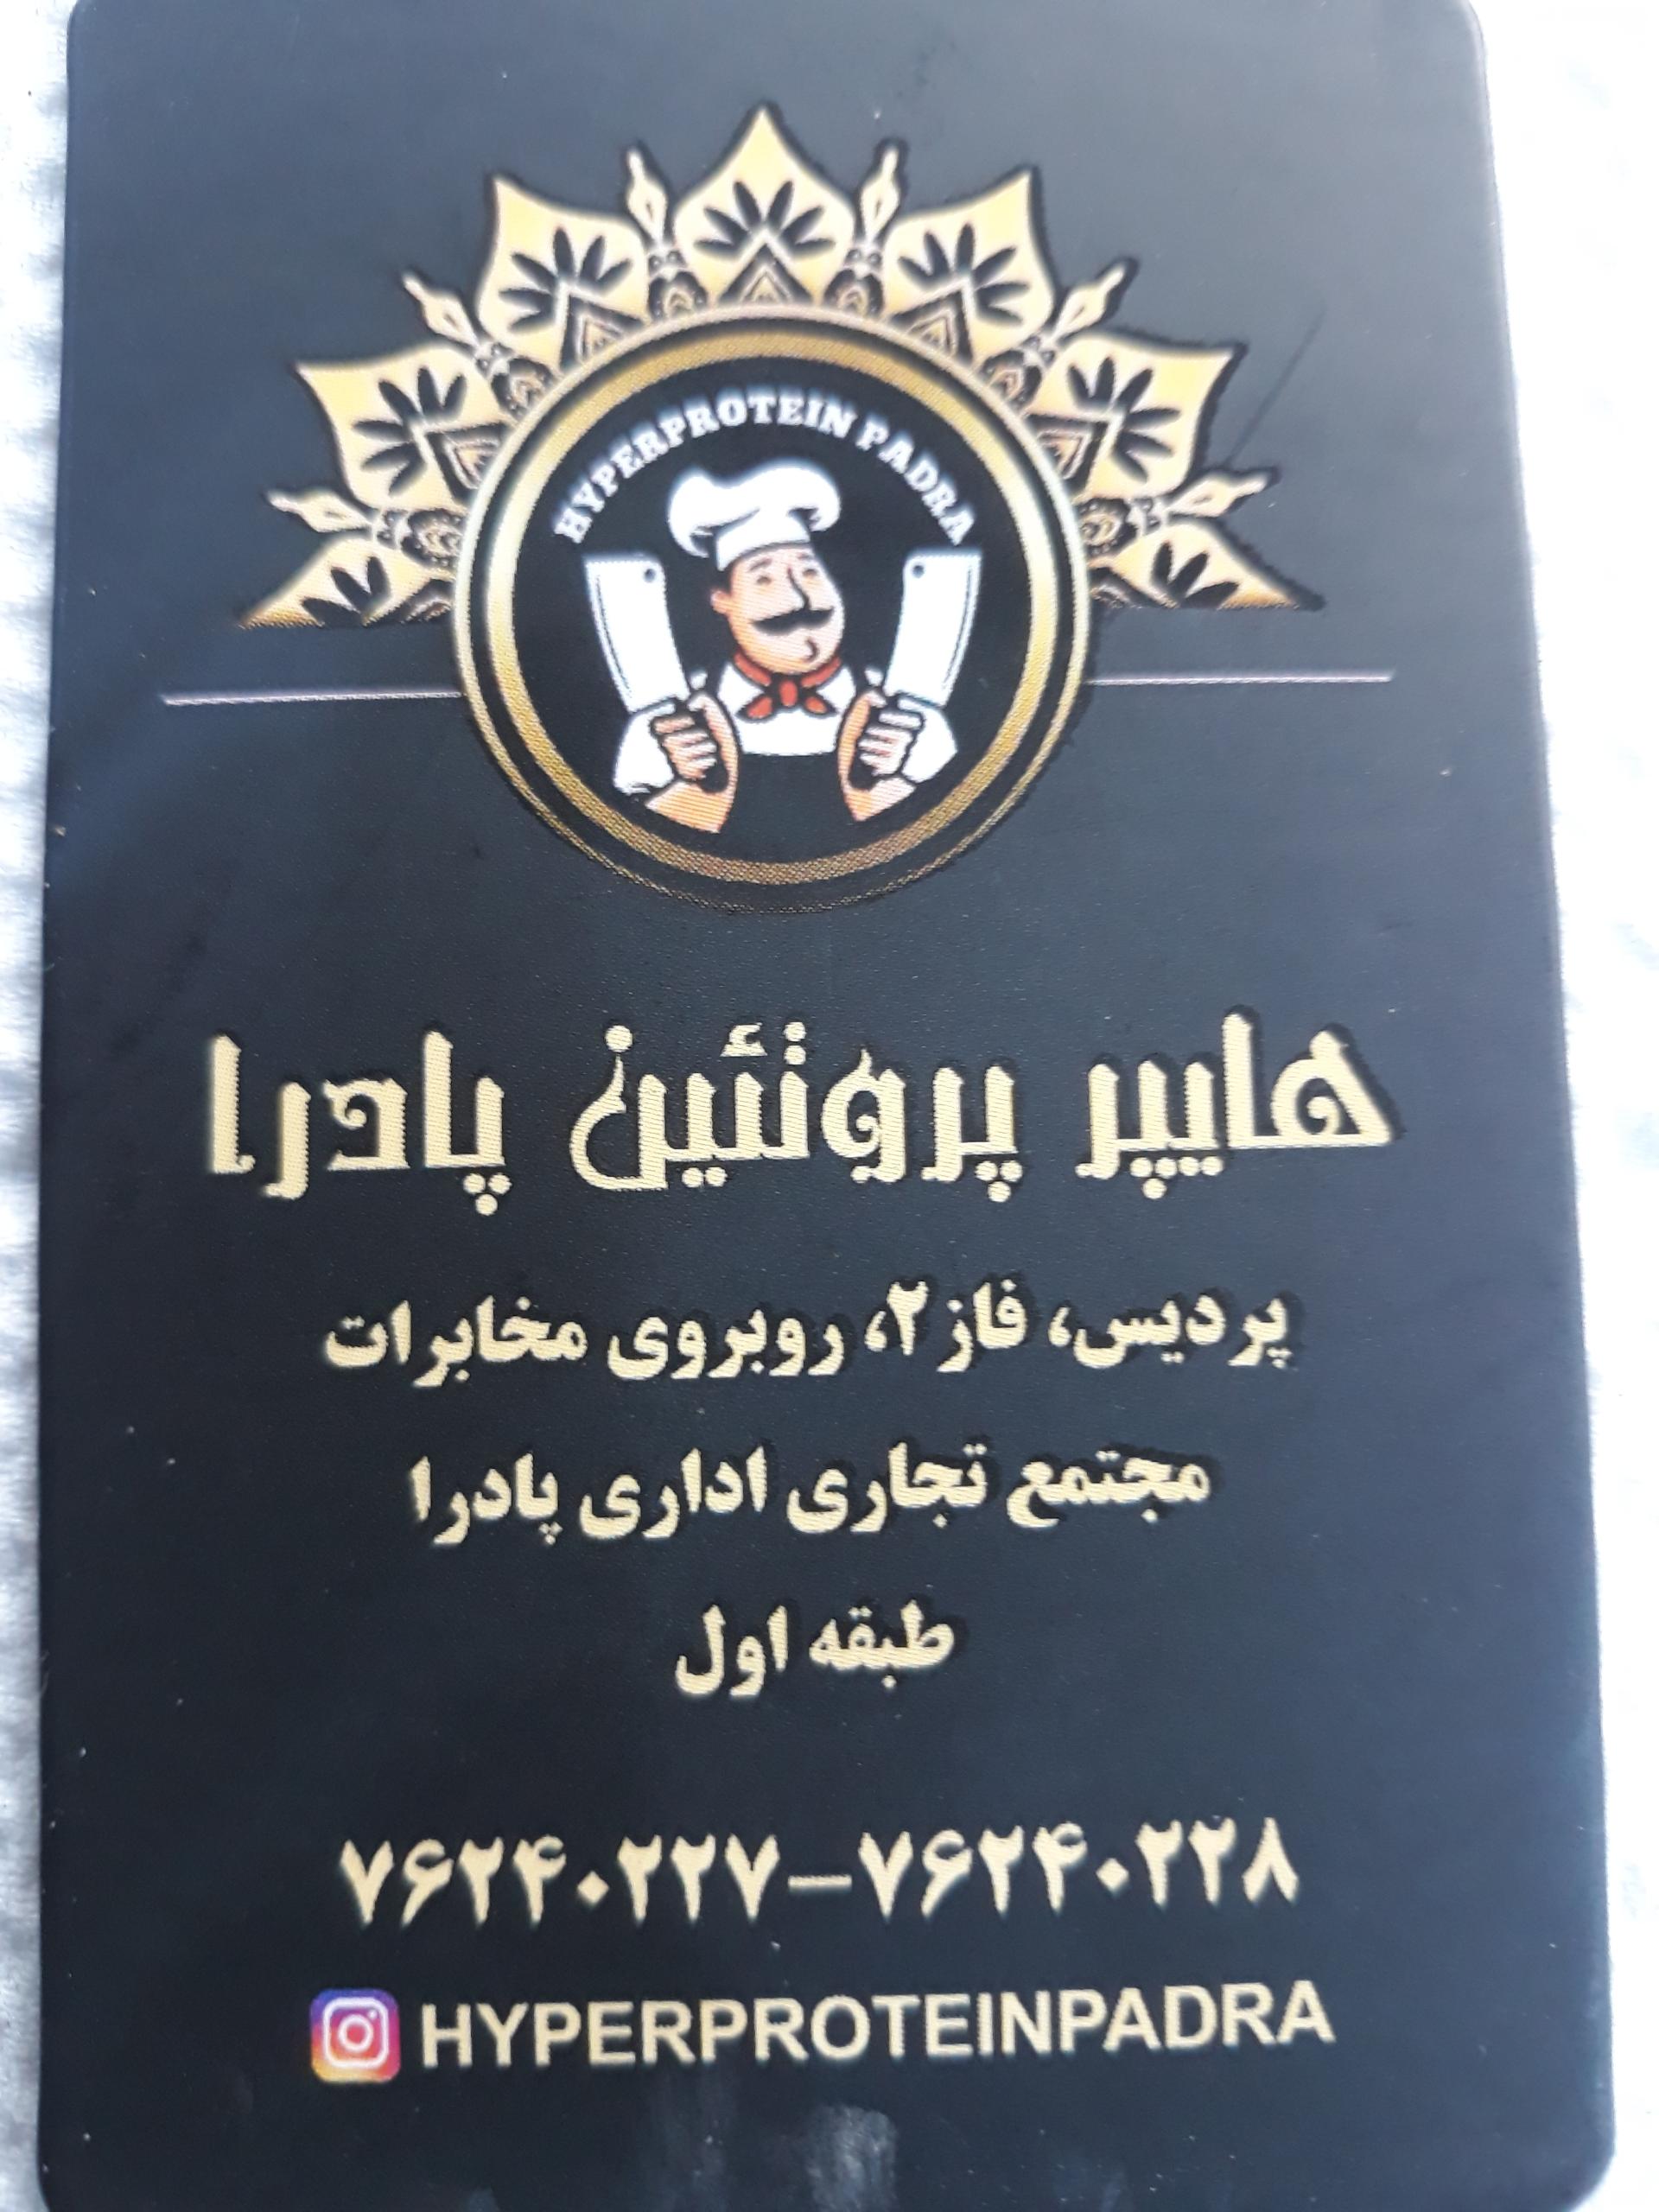 HYPERPROTEIN PADRA
هایپر پروتئین پادرا
پردیس، فاز ۲، روبروی مخابرات
مجتمع تجاری اداری پادرا
طبقه اول
۷۶۲۴۰۲۲۷-۷۶۲۴۰۲۲۸
HYPERPROTEINPADRA